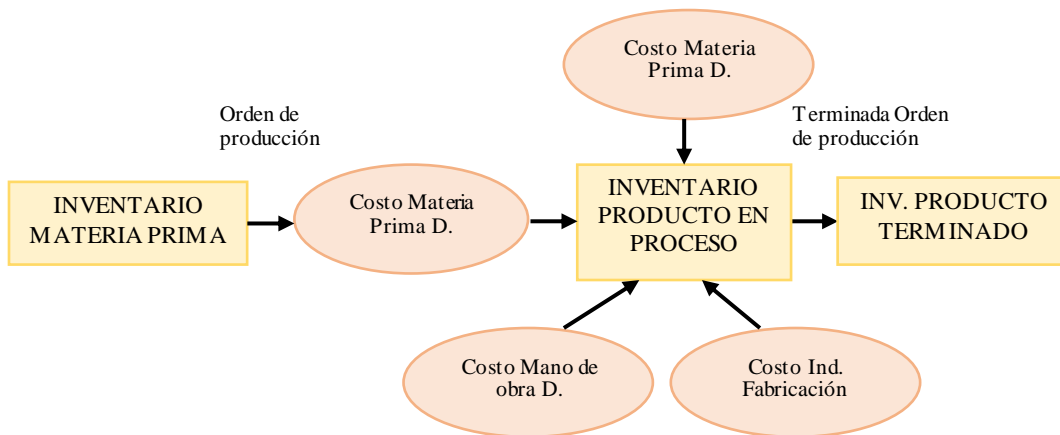 Costo Materia
Prima D.
Orden de
producción
Terminada Orden
de producción
INVENTARIO
MATERIA PRIMA
Costo Materia
Prima D.
INVENTARIO
PRODUCTO EN
PROCESO
INV. PRODUCTO
TERMINADO
Costo Mano de
obra D.
Costo Ind.
Fabricación